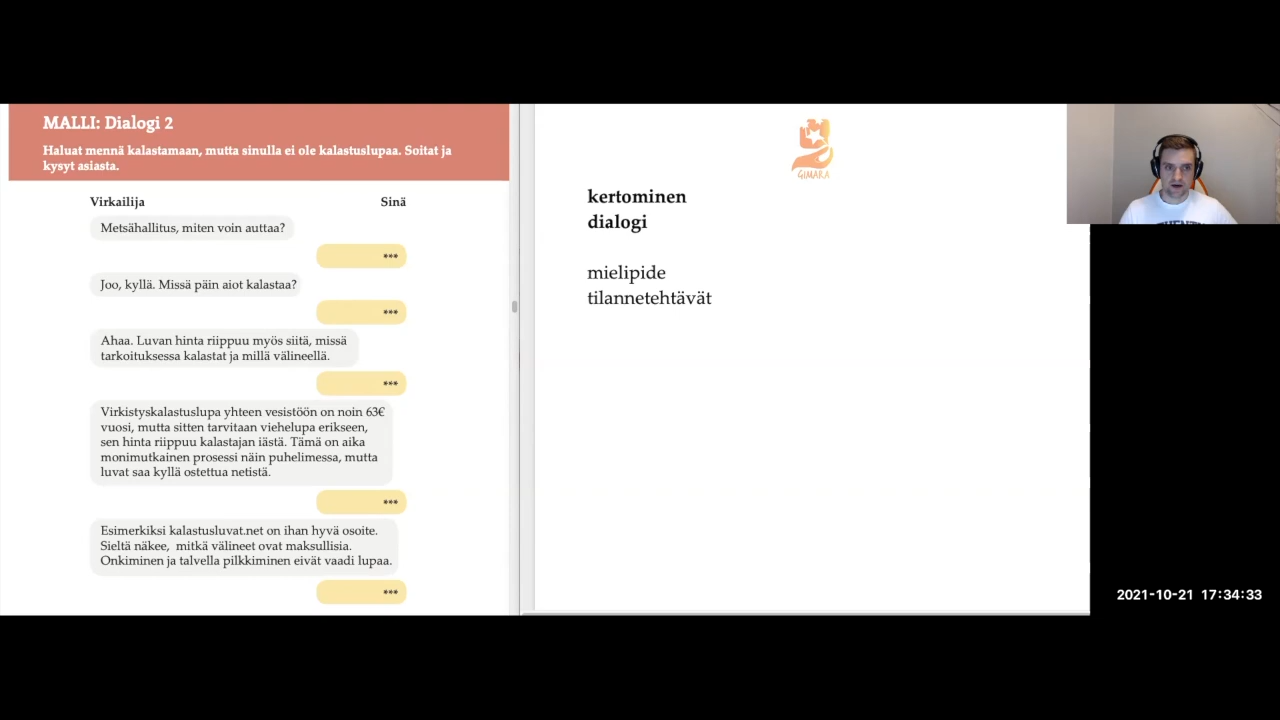 MALLI: Dialogi 2
Haluat mennä kalastamaan, mutta sinulla ei ole kalastuslupaa. Soitat ja
kysyt asiasta.
Virkailija
Sinä
Metsähallitus, miten voin auttaa?
***
Joo, kyllä. Missä päin aiot kalastaa?
***
Ahaa. Luvan hinta riippuu myös siitä, missä
tarkoituksessa kalastat ja millä välineellä.
***
Virkistyskalastuslupa yhteen vesistöön on noin 63€
vuosi, mutta sitten tarvitaan viehelupa erikseen,
sen hinta riippuu kalastajan iästä. Tämä on aika
monimutkainen prosessi näin puhelimessa, mutta
luvat saa kyllä ostettua netistä.
***
Esimerkiksi kalastusluvat.net on ihan hyvä osoite.
Sieltä näkee, mitkä välineet ovat maksullisia.
Onkiminen ja talvella pilkkiminen eivät vaadi lupaa.
***
GIMARA
kertominen
dialogi
mielipide
tilannetehtävät
2021-10-21 17:34:33